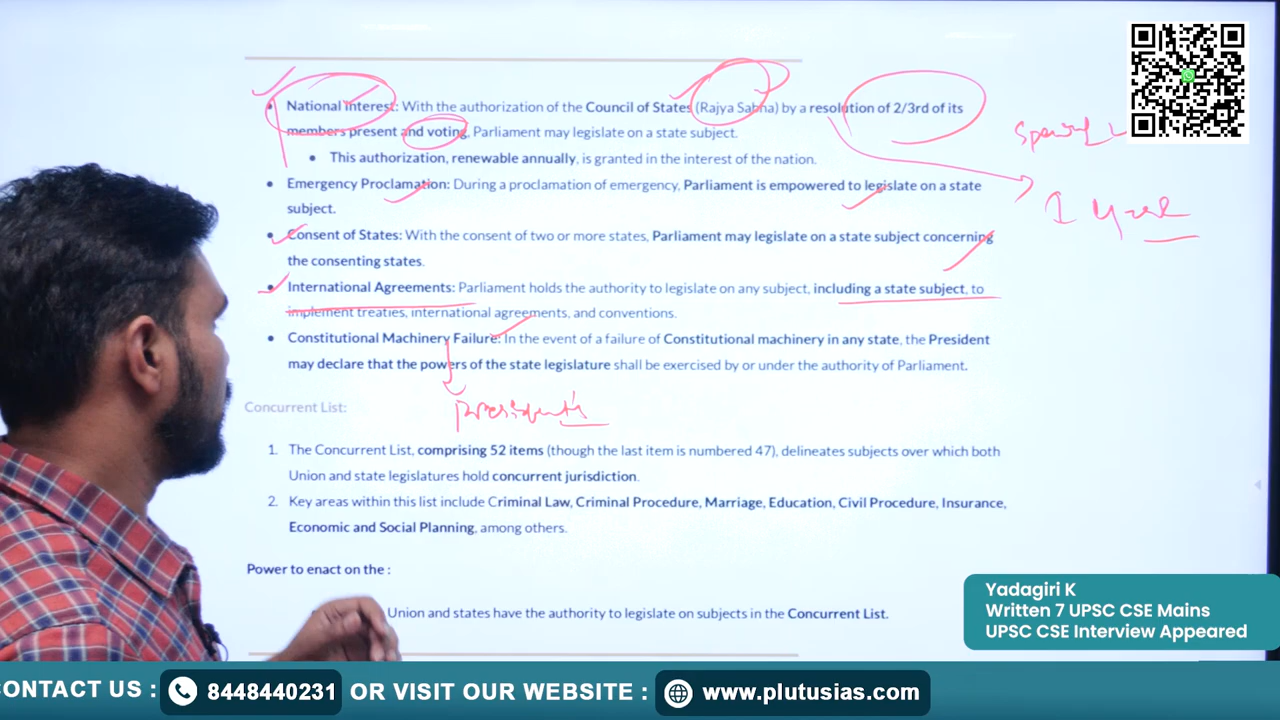 National Interest: With the authorization of the Council of States (Rajya Sabha) by a resolution of 2/3rd of its
members present and voting, Parliament may legislate on a state subject.
This authorization, renewable annually, is granted in the interest of the nation.
Emergency Proclamation: During a proclamation of emergency, Parliament is empowered to legislate on a state
subject.
1 year
Consent of States: With the consent of two or more states, Parliament may legislate on a state subject concerning
the consenting states.
International Agreements: Parliament holds the authority to legislate on any subject, including a state subject, to
implement treaties, international agreements, and conventions.
Constitutional Machinery Failure: In the event of a failure of Constitutional machinery in any state, the President
may declare that the powers of the state legislature shall be exercised by or under the authority of Parliament.
Concurrent List:
1. The Concurrent List, comprising 52 items (though the last item is numbered 47), delineates subjects over which both
Union and state legislatures hold concurrent jurisdiction.
2. Key areas within this list include Criminal Law, Criminal Procedure, Marriage, Education, Civil Procedure, Insurance,
Economic and Social Planning, among others.
Power to enact on the :
Union and states have the authority to legislate on subjects in the Concurrent List.
Yadagiri K
Written 7 UPSC CSE Mains
UPSC CSE Interview Appeared
ONTACT US : 8448440231 OR VISIT OUR WEBSITE : www.plutusias.com